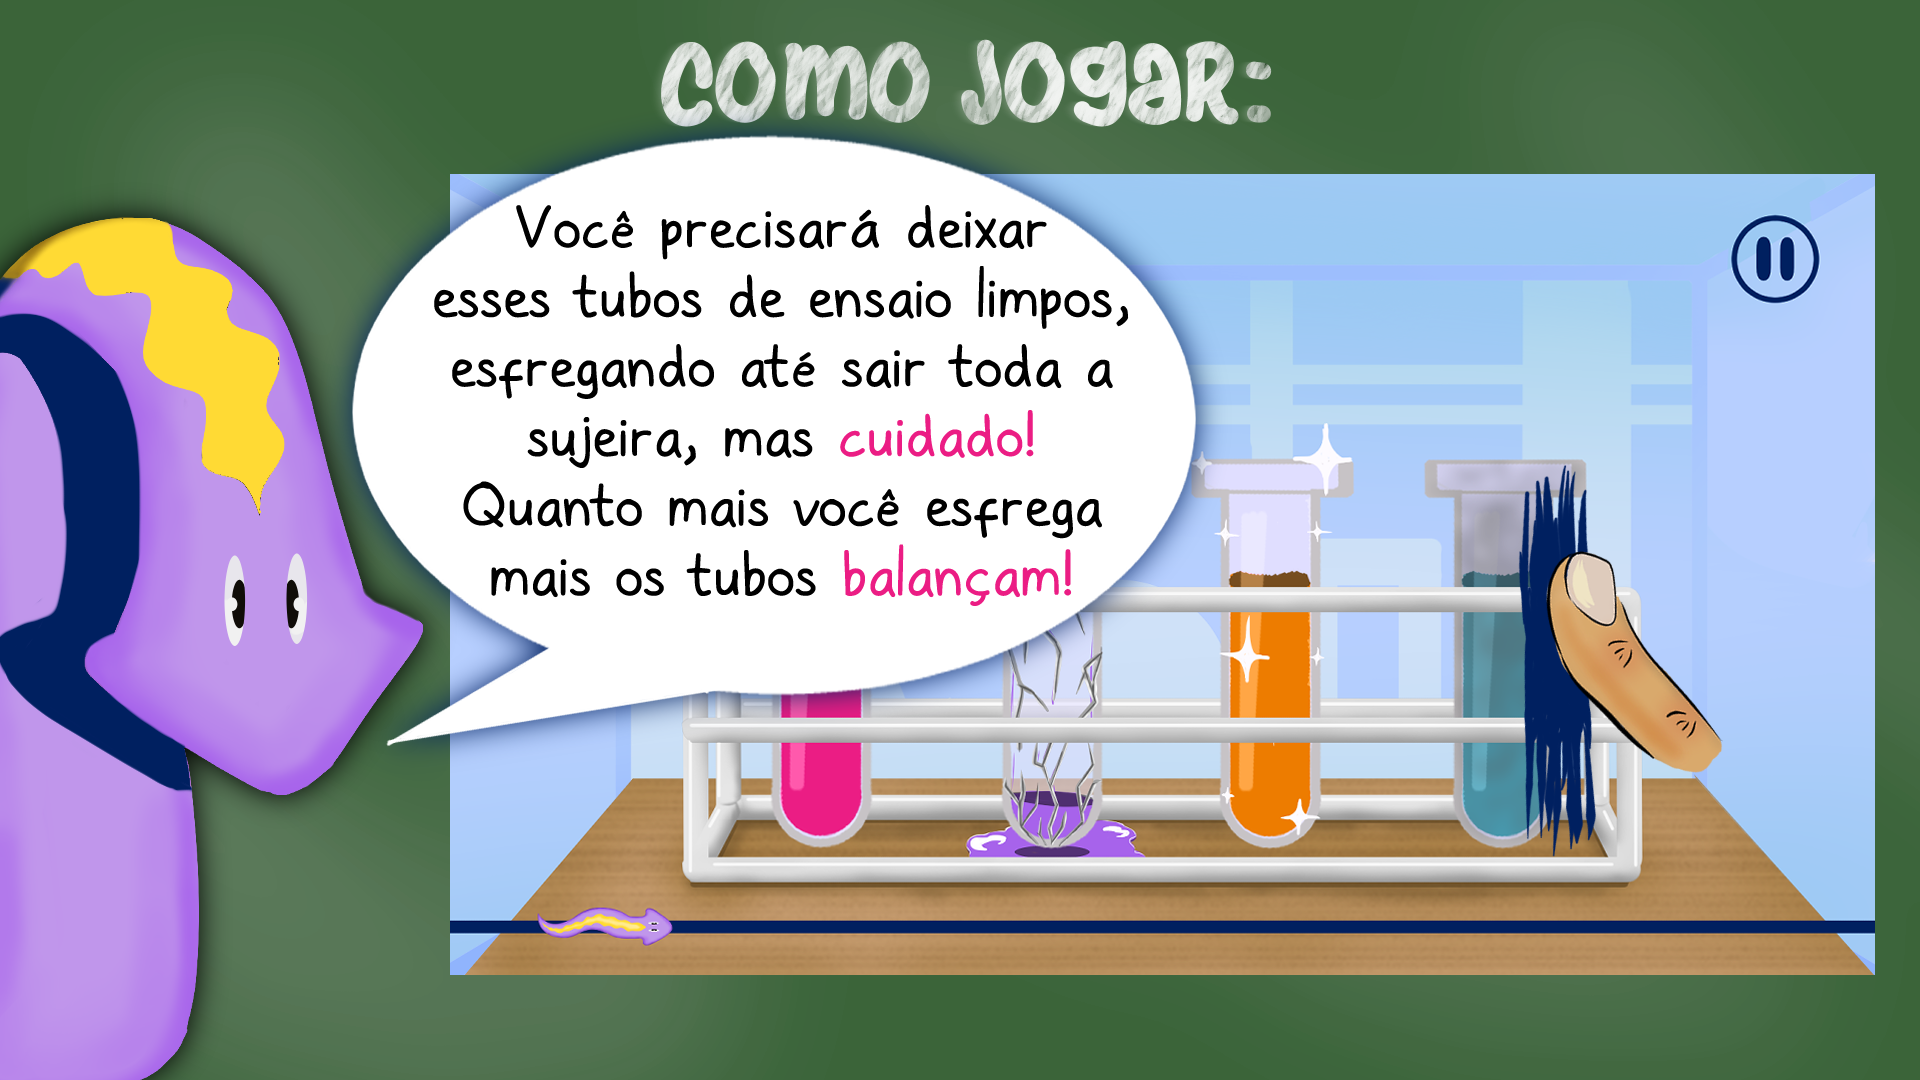 COMO JOGAR:
Você precisará deixar
esses tubos de ensaio limpos,
esfregando até sair toda a
sujeira, mas cuidado!
Quanto mais você esfrega
mais os tubos balançam!